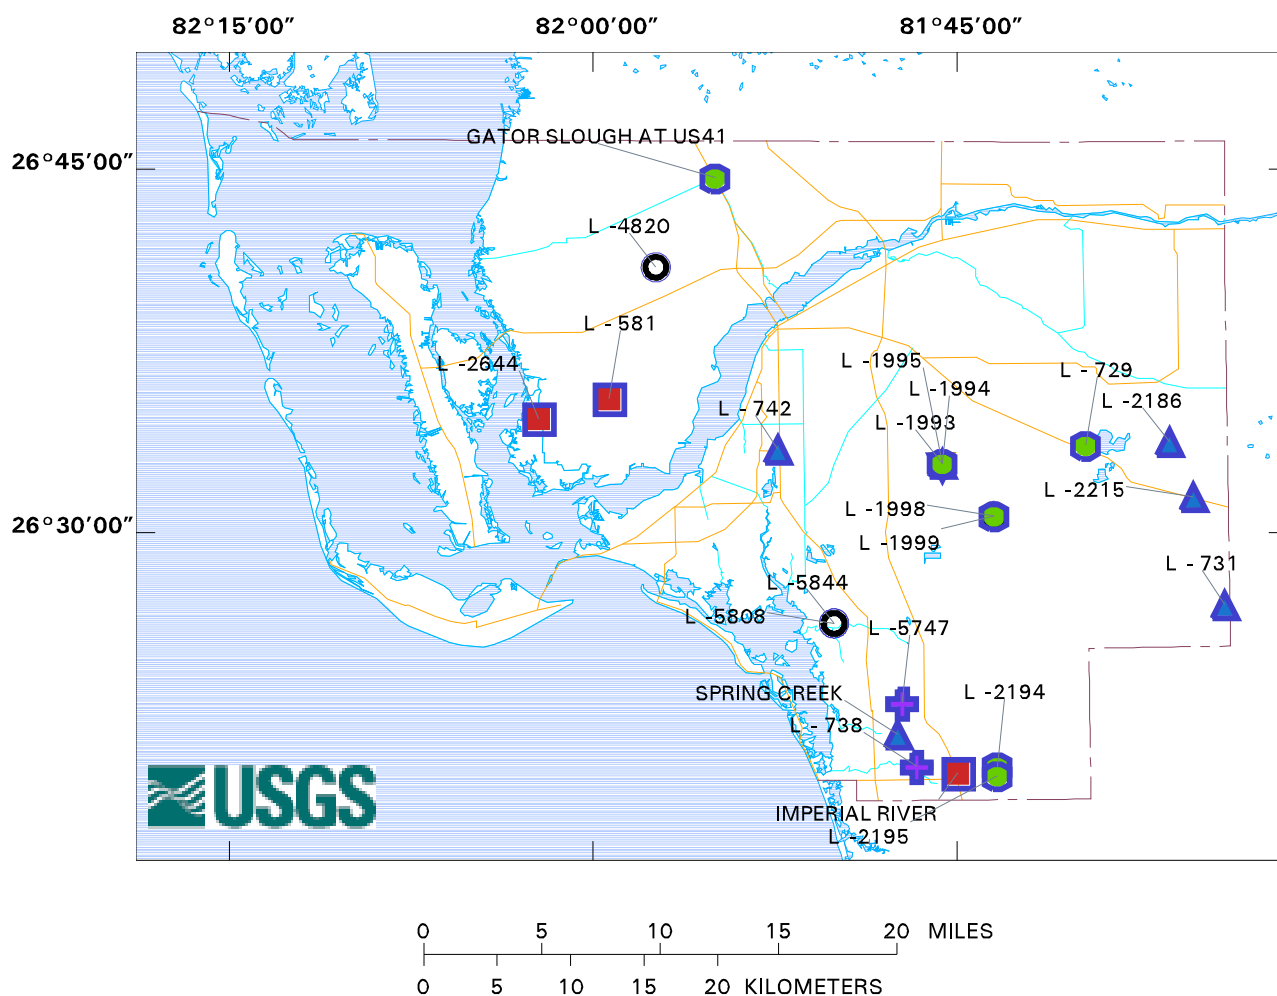 82°15′00″ 82°00′00″ 81°45′00″
26°45′00″
GATOR SLOUGH AT US41
L -4820
L - 581
L -2644
L -1995
L -1994
L - 729
L - 742
L -1993
L -2186
L -2215
26°30′00″
L -1998
L -1999
L - 731
L -5844
L -5808
L -5747
SPRING CREEK
L -2194
L - 738
USGS
IMPERIAL RIVER
L -2195
0 5 10 15 20 MILES
0 5 10 15 20 KILOMETERS